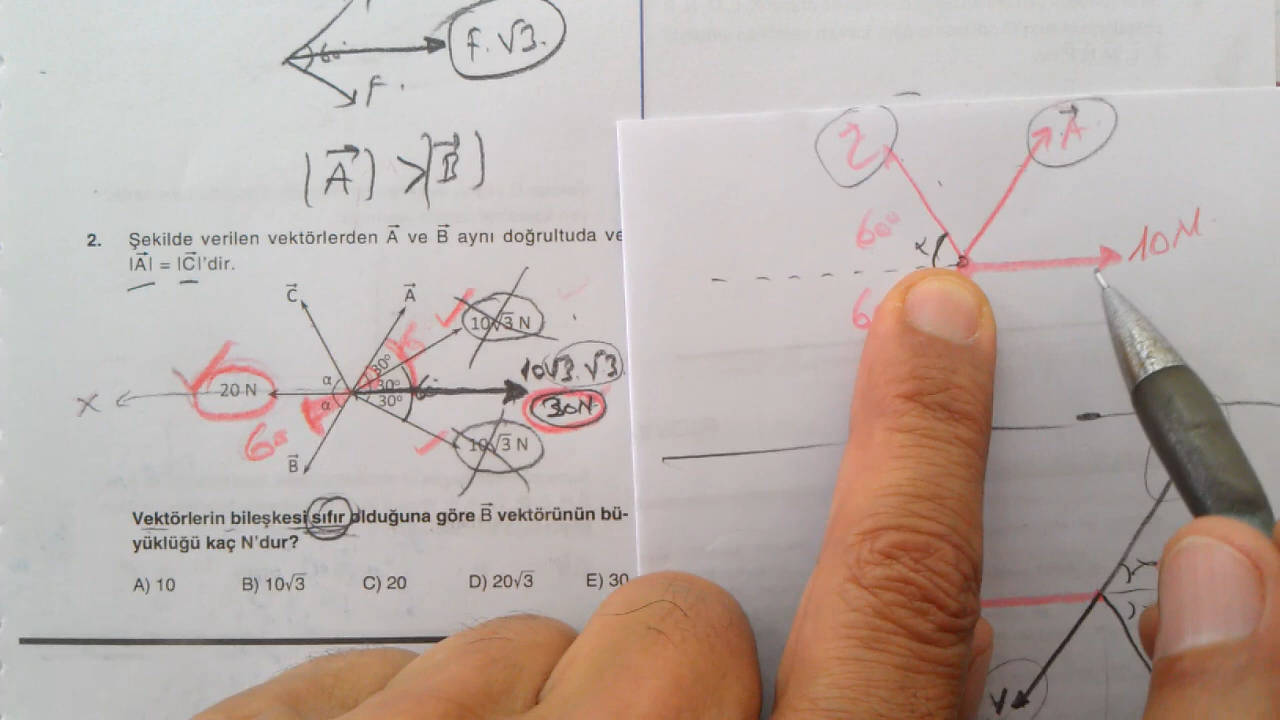 60°
F.√3.
F.
|A⃗| > |B⃗|
2. Şekilde verilen vektörlerden A⃗ ve B⃗ aynı doğrultuda ve
|A⃗| = |C⃗|'dir.
C⃗
A⃗
10√3 N
30°
30°
30°
α
α
20 N
X
60
10√3.√3
30N
10√3 N
B⃗
Vektörlerin bileşkesi sıfır olduğuna göre B⃗ vektörünün bü-
yüklüğü kaç N'dur?
A) 10 B) 10√3 C) 20 D) 20√3 E) 30
A⃗
60°
α
10N
6